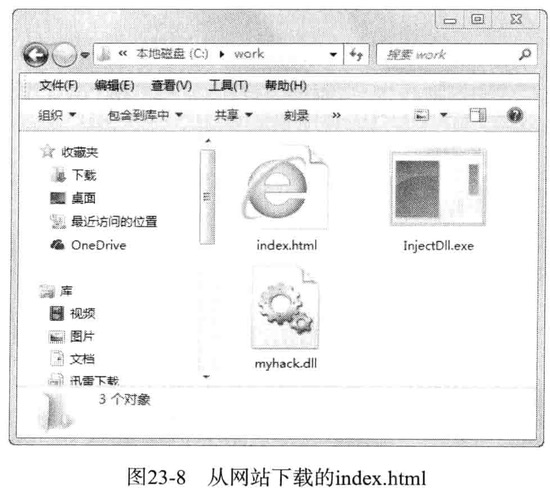 « 本地磁盘 (C:) ▸ work
搜索 work
文件(F) 编辑(E) 查看(V) 工具(T) 帮助(H)
组织 包含到库中 共享 刻录 »
收藏夹
下载
桌面
最近访问的位置
OneDrive
库
视频
图片
文档
迅雷下载
index.html
InjectDll.exe
myhack.dll
3 个对象
图23-8 从网站下载的index.html